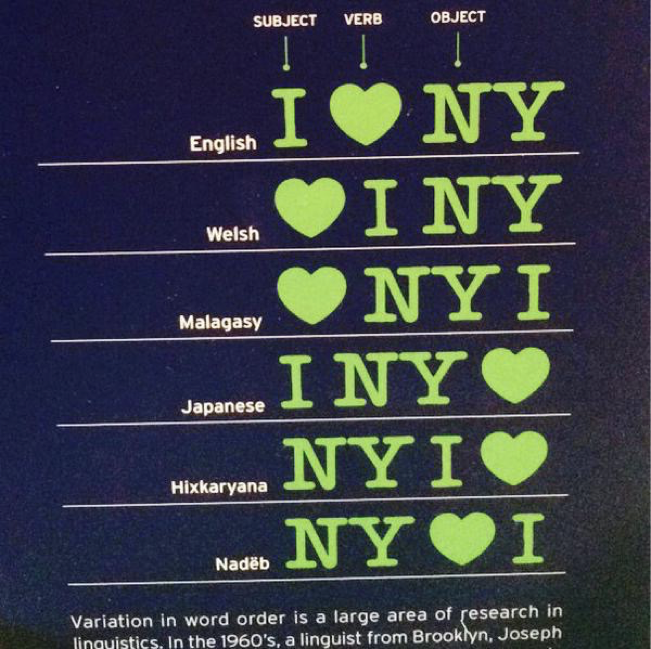 SUBJECT VERB OBJECT
English I ♥ NY
Welsh ♥ I NY
Malagasy ♥ NY I
Japanese I NY ♥
Hixkaryana NY I ♥
Nadëb NY ♥ I
Variation in word order is a large area of research in
linguistics. In the 1960's, a linguist from Brooklyn, Joseph